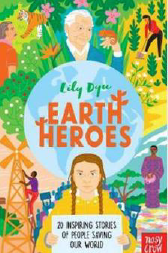 Lily Dyu
EARTH
HEROES
20 INSPIRING STORIES
OF PEOPLE SAVING
OUR WORLD
nosy
crow